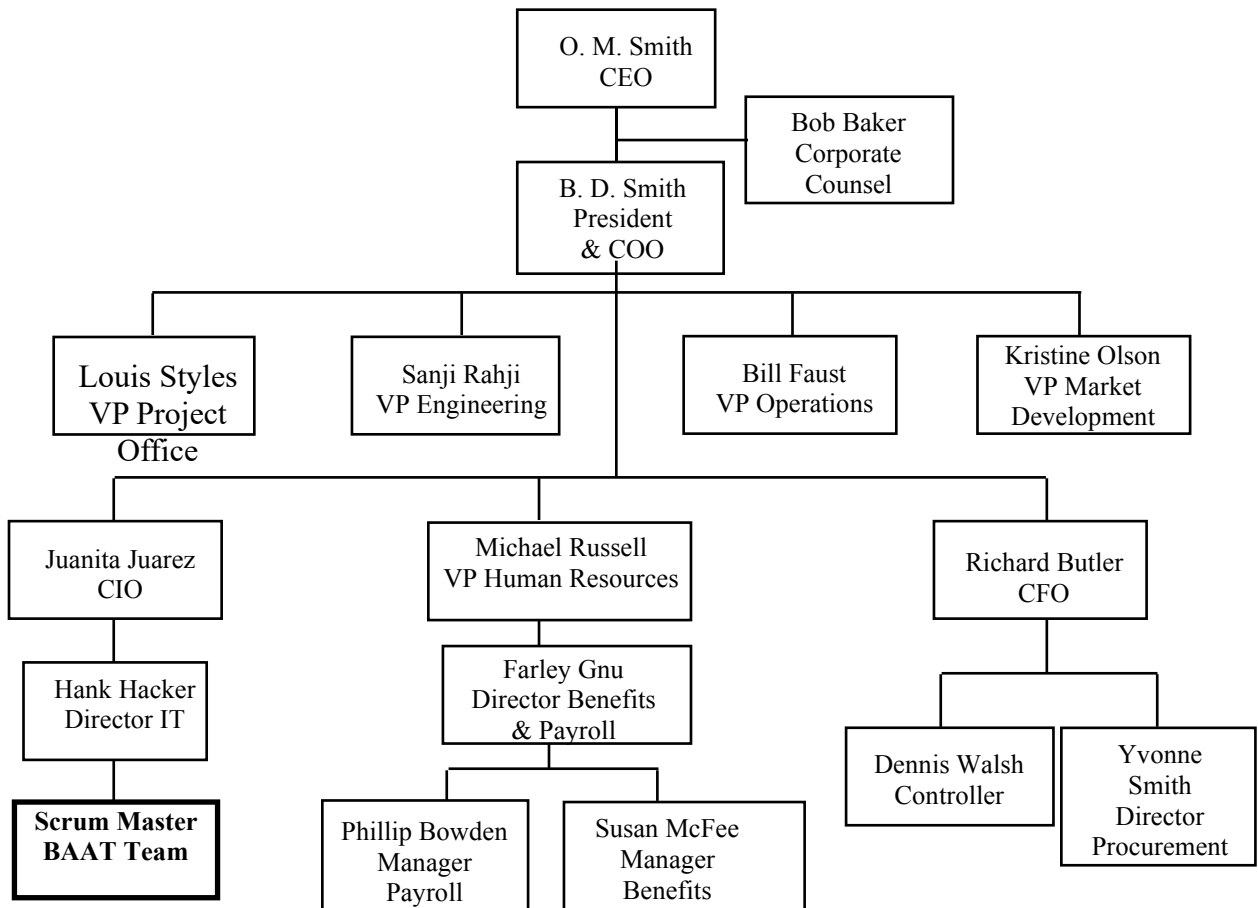 O. M. Smith
CEO
Bob Baker
Corporate
Counsel
B. D. Smith
President
& COO
Louis Styles
VP Project
Office
Sanji Rahji
VP Engineering
Bill Faust
VP Operations
Kristine Olson
VP Market
Development
Juanita Juarez
CIO
Michael Russell
VP Human Resources
Richard Butler
CFO
Hank Hacker
Director IT
Farley Gnu
Director Benefits
& Payroll
Dennis Walsh
Controller
Yvonne
Smith
Director
Procurement
Scrum Master
BAAT Team
Phillip Bowden
Manager
Payroll
Susan McFee
Manager
Benefits